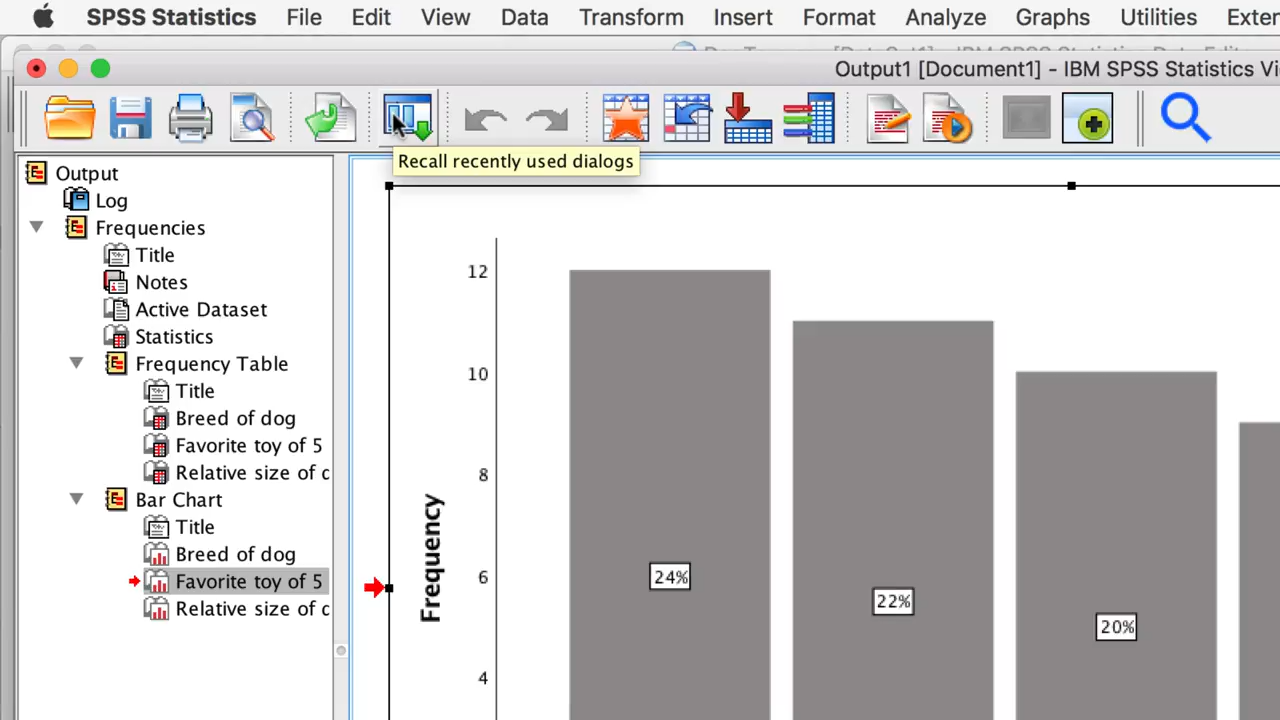 SPSS Statistics File Edit View Data Transform Insert Format Analyze Graphs Utilities Exten
Output1 [Document1] - IBM SPSS Statistics Vi
Recall recently used dialogs
Output
Log
Frequencies
Title
Notes
Active Dataset
Statistics
Frequency Table
Title
Breed of dog
Favorite toy of 5
Relative size of d
Bar Chart
Title
Breed of dog
Favorite toy of 5
Relative size of d
Frequency
12
10
8
6
4
24%
22%
20%